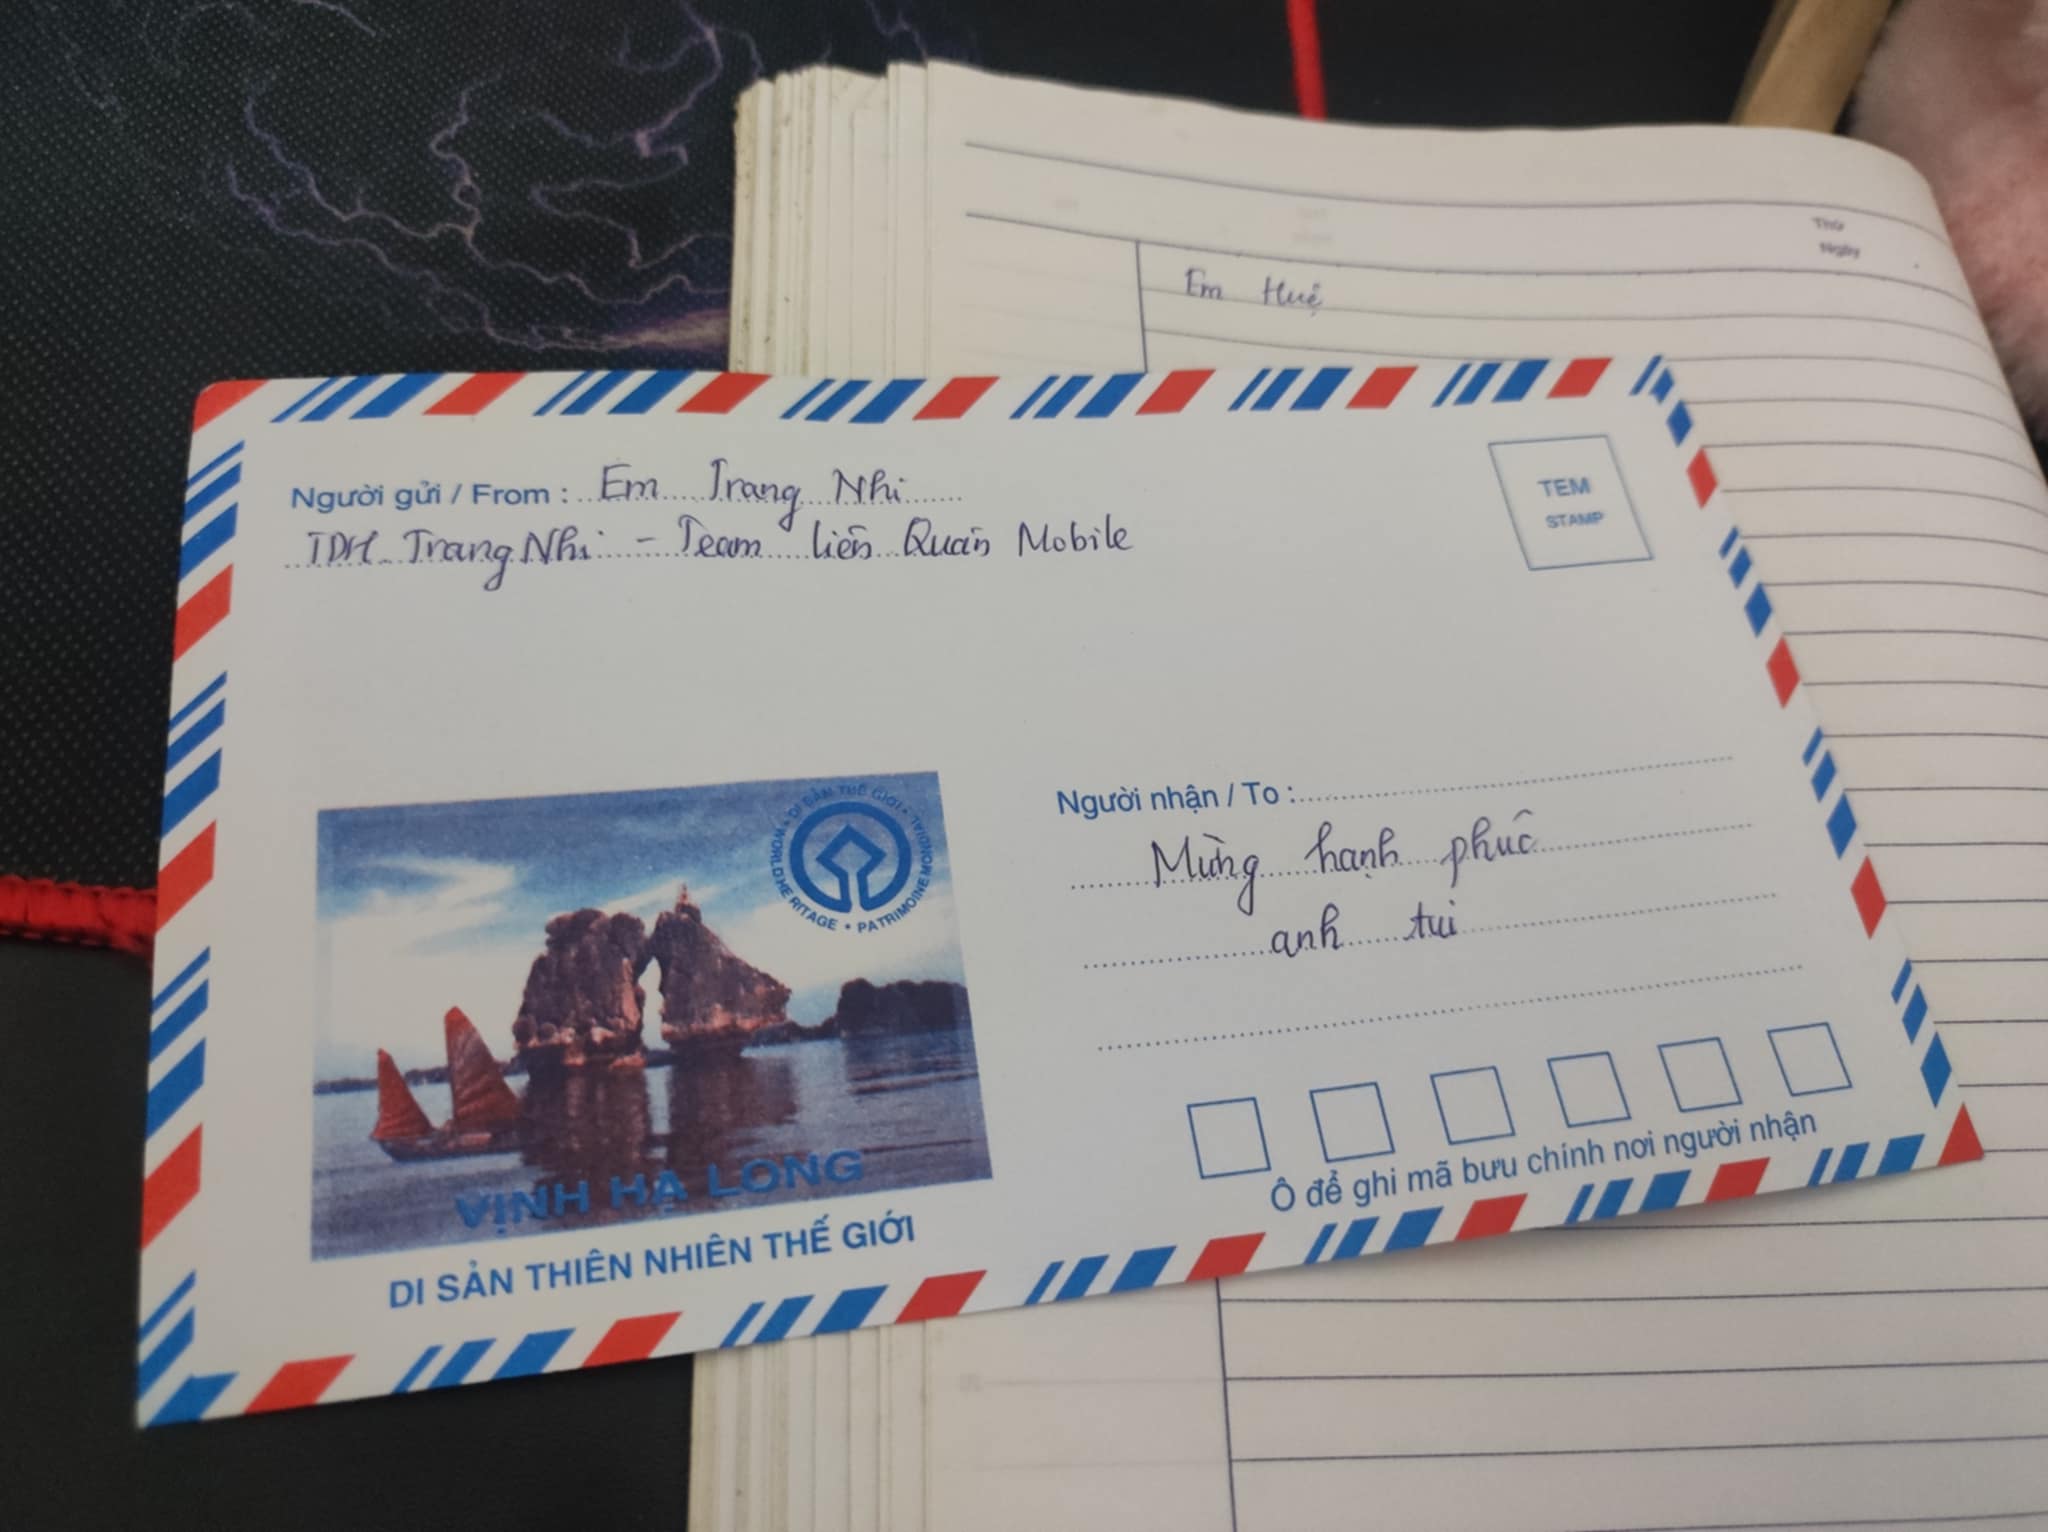 Thứ
Ngày
Em Huệ
Người gửi / From : Em Trang Nhi
TDH TrangNhi - Team liên Quân Mobile
TEM
STAMP
DI SẢN THẾ GIỚI • WORLD HERITAGE • PATRIMOINE MONDIAL
VỊNH HẠ LONG
DI SẢN THIÊN NHIÊN THẾ GIỚI
Người nhận / To :
Mừng hạnh phúc
anh tui
Ô để ghi mã bưu chính nơi người nhận